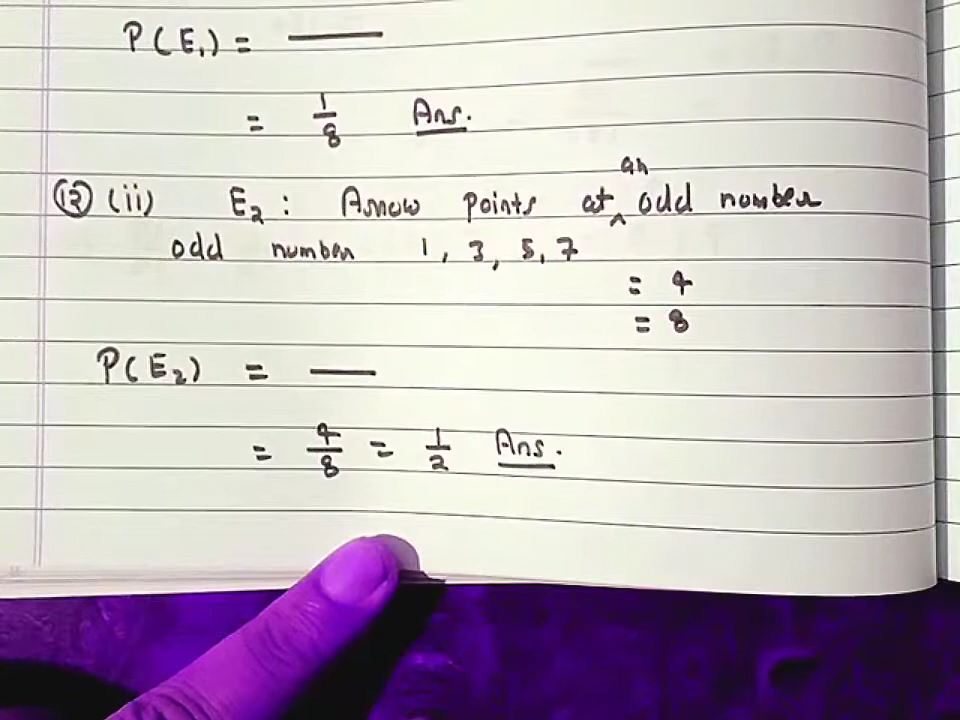 P(E₁) = ―
= 1/8 Ans.
⑫ (ii) E₂ : Arrow points at an odd number
odd number 1, 3, 5, 7
= 4
= 8
P(E₂) = ―
= 4/8 = 1/2 Ans.